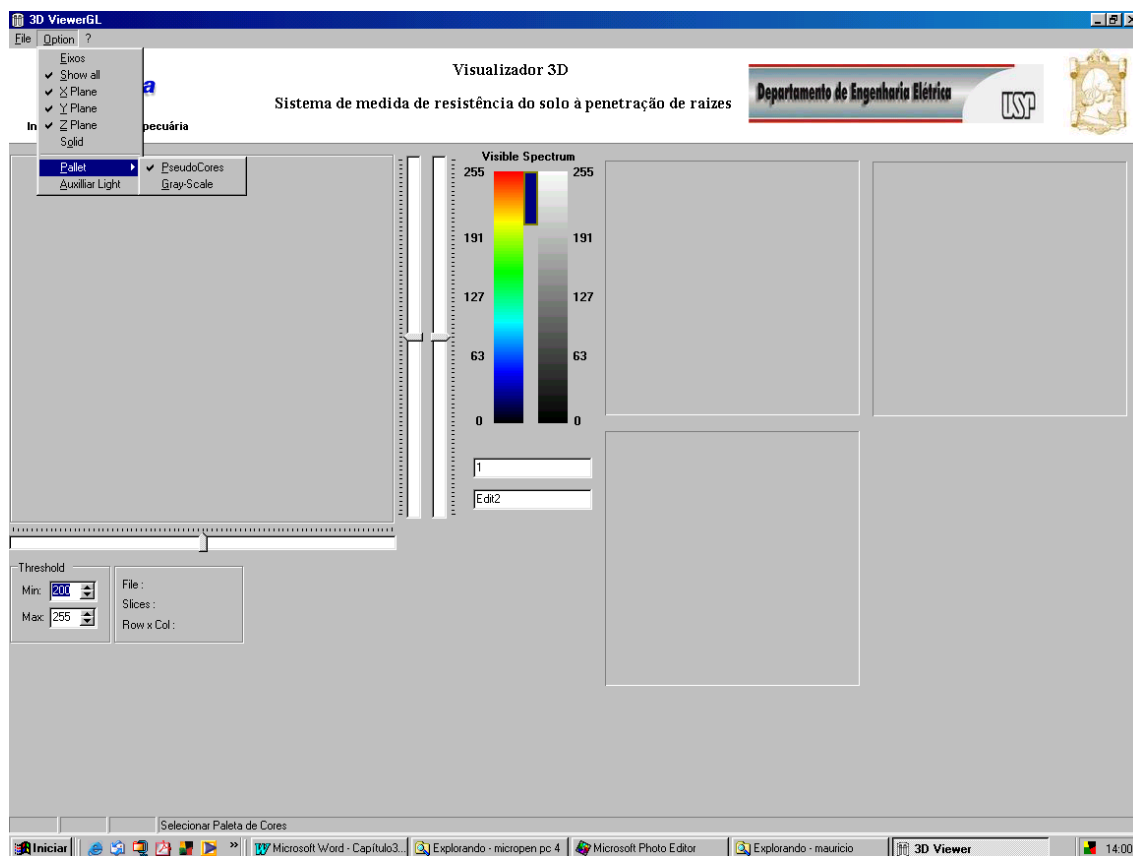 3D ViewerGL
File Option ?
Eixos
Show all
X Plane
Y Plane
Z Plane
Solid
Pallet
Auxilliar Light
PseudoCores
Gray-Scale
a
In
pecuária
Visualizador 3D
Sistema de medida de resistência do solo à penetração de raizes
Departamento de Engenharia Elétrica
USP
Visible Spectrum
255 255
191 191
127 127
63 63
0 0
1
Edit2
Threshold
Min: 200
Max: 255
File :
Slices :
Row x Col :
Selecionar Paleta de Cores
Iniciar » Microsoft Word - Capítulo3... Explorando - micropen pc 4 Microsoft Photo Editor Explorando - mauricio 3D Viewer 14:00